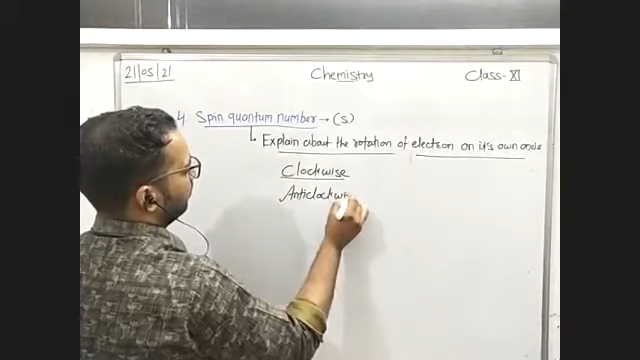 21/05/21
Chemistry
Class-XI
4. Spin quantum number → (s)
Explain about the rotation of electron on it's own axis
Clockwise
Anticlockwi